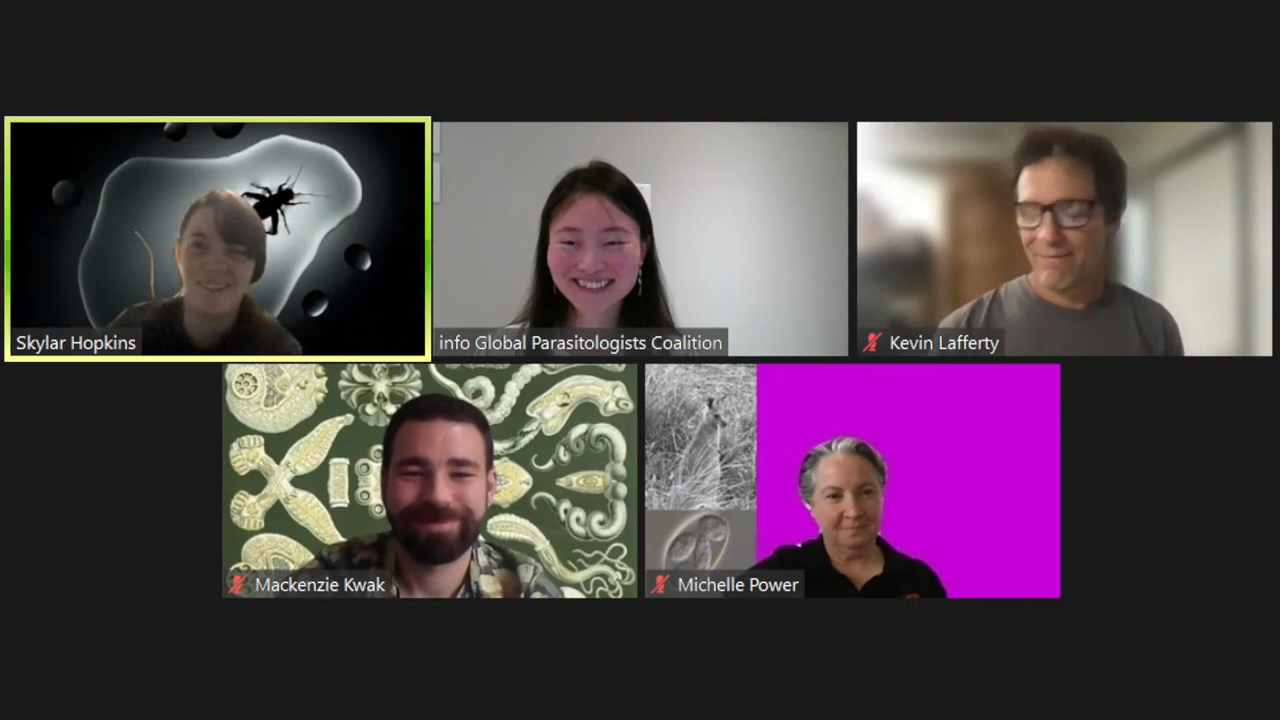 Skylar Hopkins
info Global Parasitologists Coalition
Kevin Lafferty
Mackenzie Kwak
Michelle Power